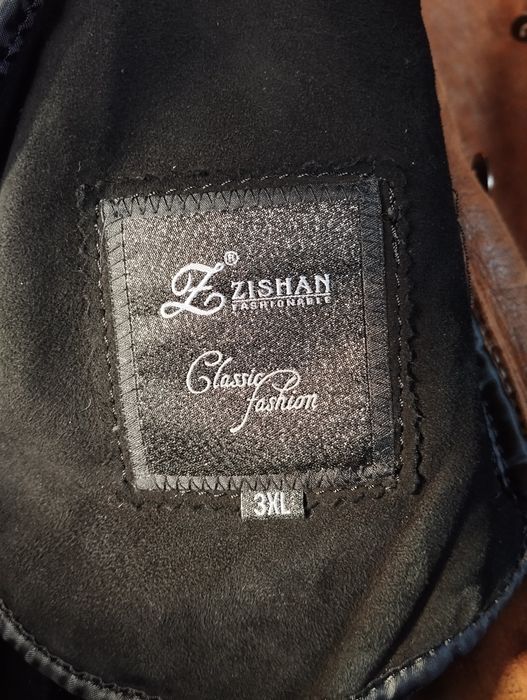 Z®
ZISHAN
FASHIONABLE
Classic
fashion
3XL